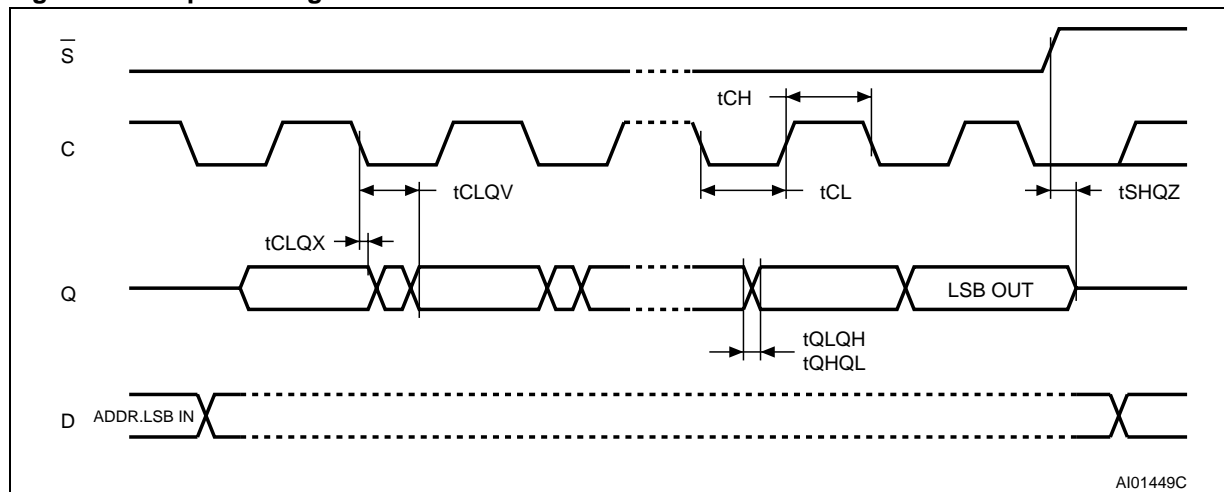 S
tCH
C
tCLQV
tCL
tSHQZ
tCLQX
Q
LSB OUT
tQLQH
tQHQL
D
ADDR.LSB IN
AI01449C